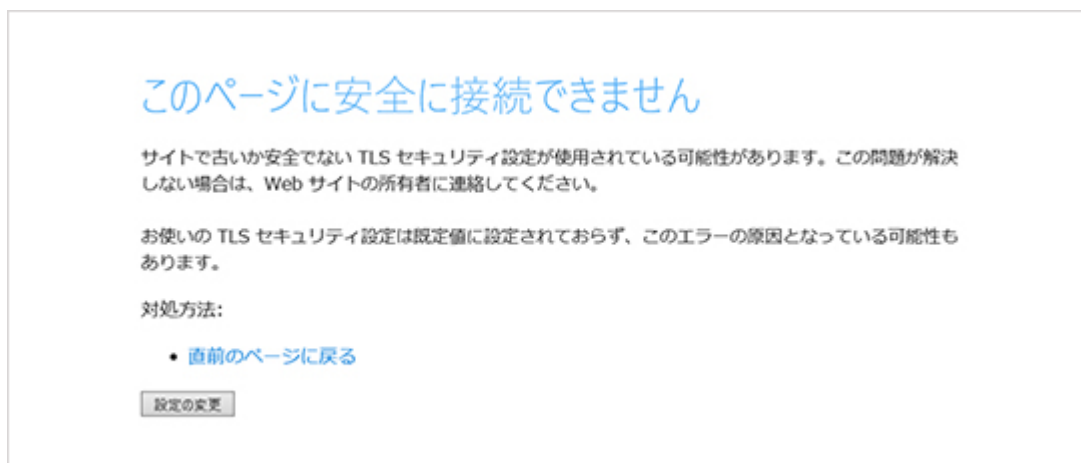 このページに安全に接続できません
サイトで古いか安全でない TLS セキュリティ設定が使用されている可能性があります。この問題が解決
しない場合は、Web サイトの所有者に連絡してください。
お使いの TLS セキュリティ設定は既定値に設定されておらず、このエラーの原因となっている可能性も
あります。
対処方法:
• 直前のページに戻る
設定の変更